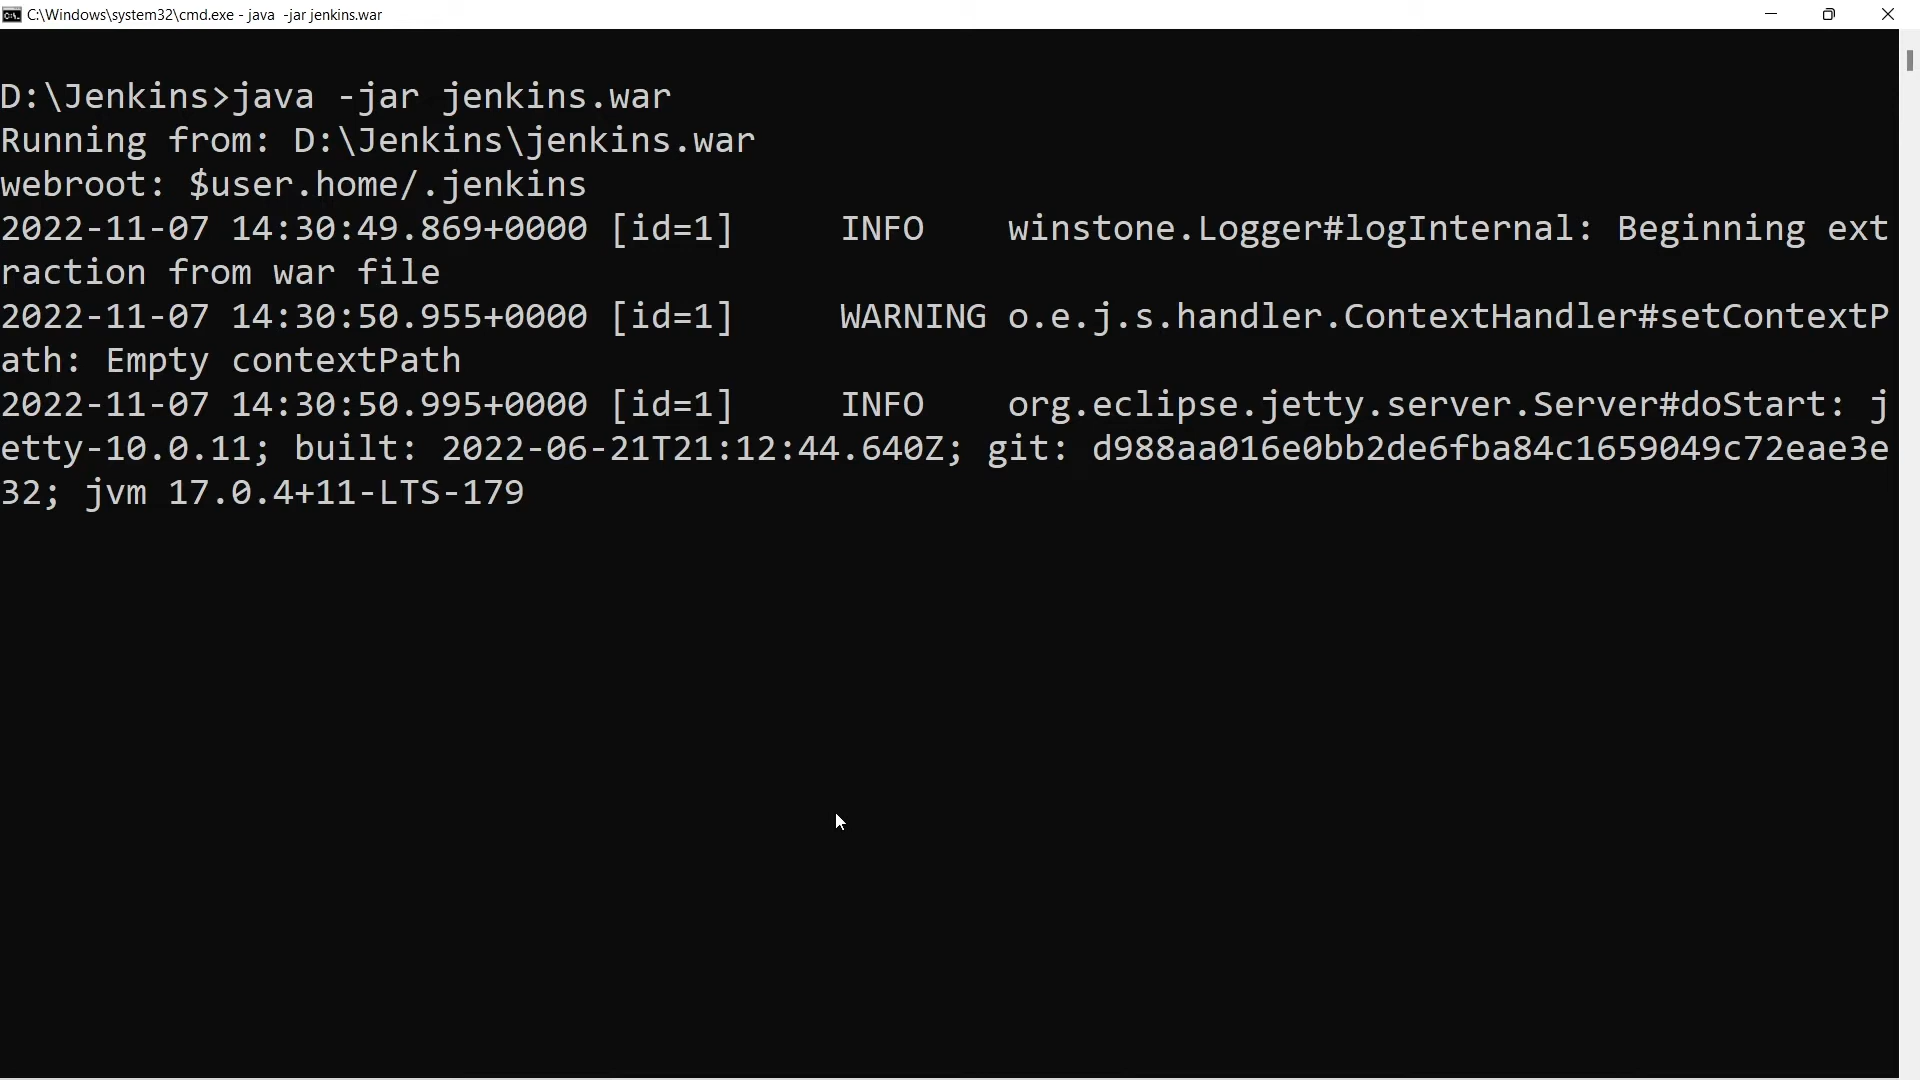 C:\Windows\system32\cmd.exe - java  -jar jenkins.war
D:\Jenkins>java -jar jenkins.war
Running from: D:\Jenkins\jenkins.war
webroot: $user.home/.jenkins
2022-11-07 14:30:49.869+0000 [id=1]     INFO    winstone.Logger#logInternal: Beginning ext
raction from war file
2022-11-07 14:30:50.955+0000 [id=1]     WARNING o.e.j.s.handler.ContextHandler#setContextP
ath: Empty contextPath
2022-11-07 14:30:50.995+0000 [id=1]     INFO    org.eclipse.jetty.server.Server#doStart: j
etty-10.0.11; built: 2022-06-21T21:12:44.640Z; git: d988aa016e0bb2de6fba84c1659049c72eae3e
32; jvm 17.0.4+11-LTS-179